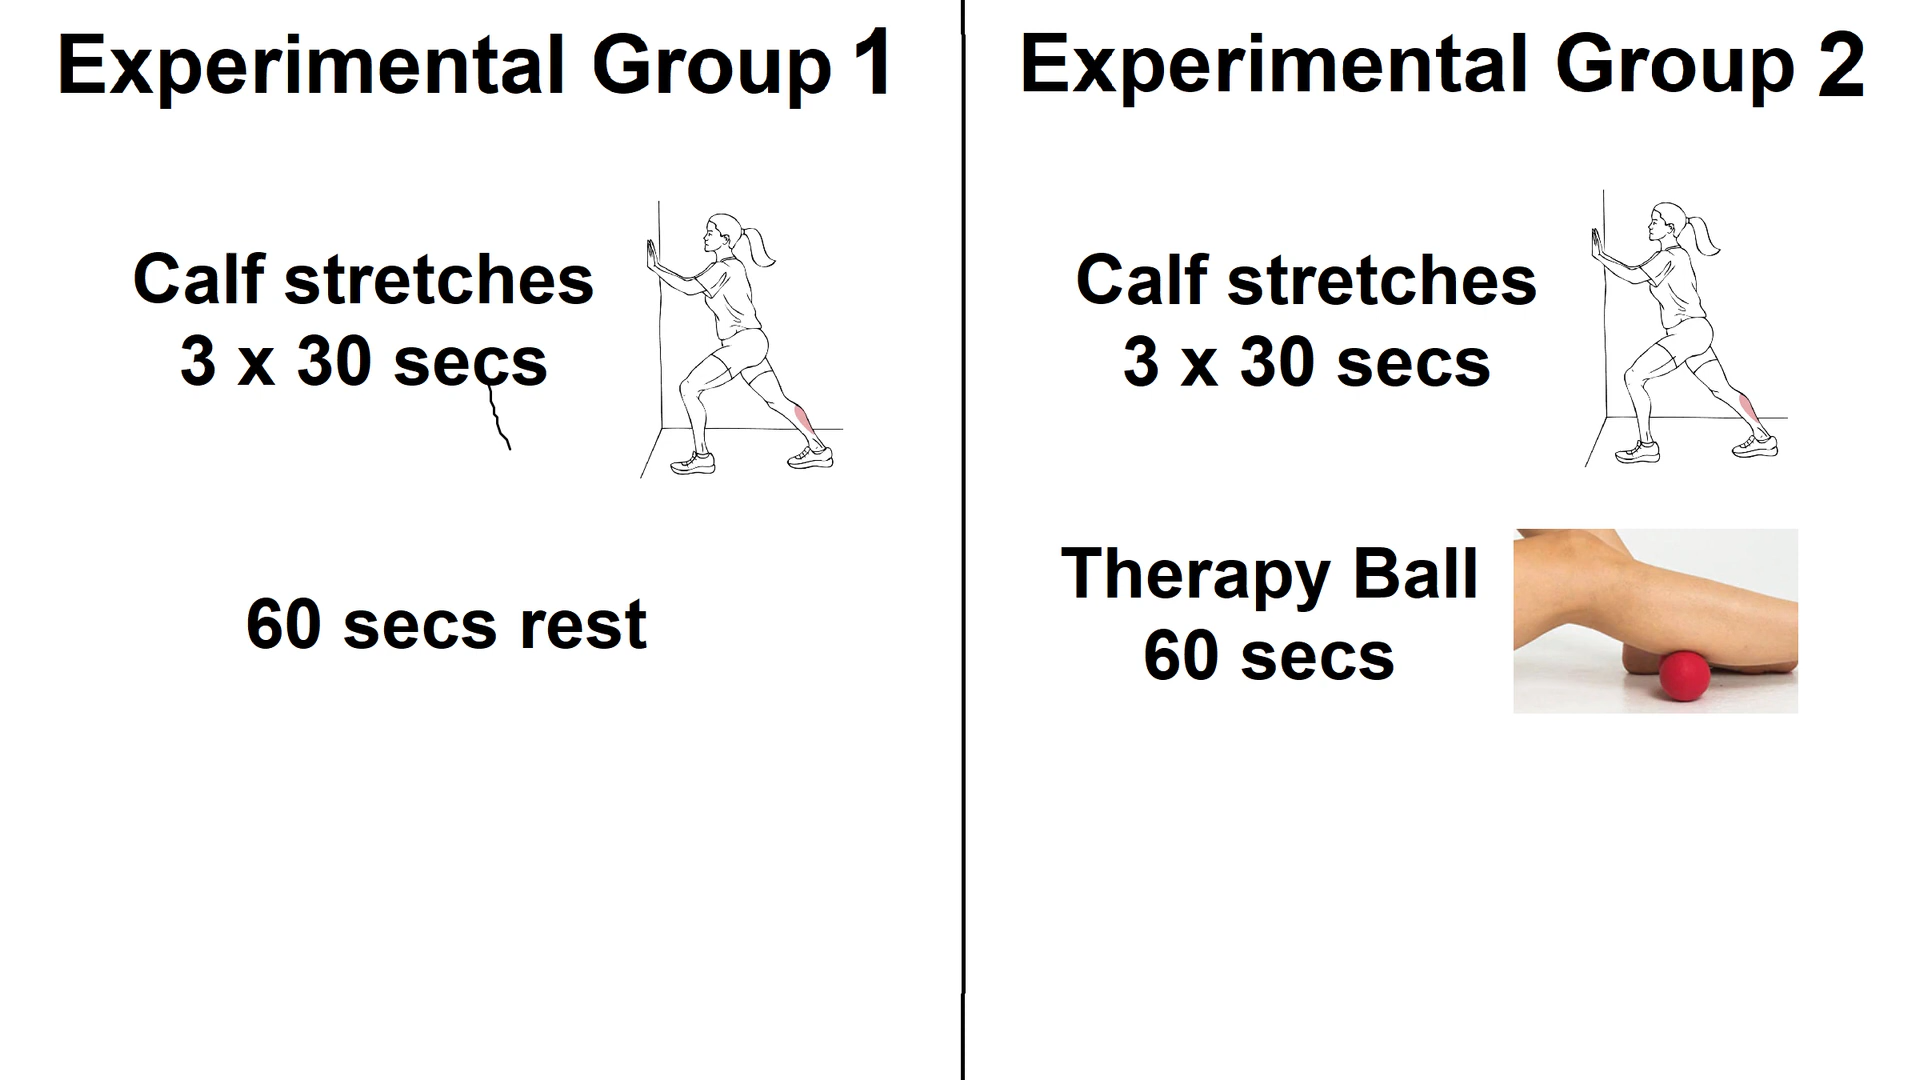 Experimental Group 1
Calf stretches
3 x 30 secs
60 secs rest
Experimental Group 2
Calf stretches
3 x 30 secs
Therapy Ball
60 secs